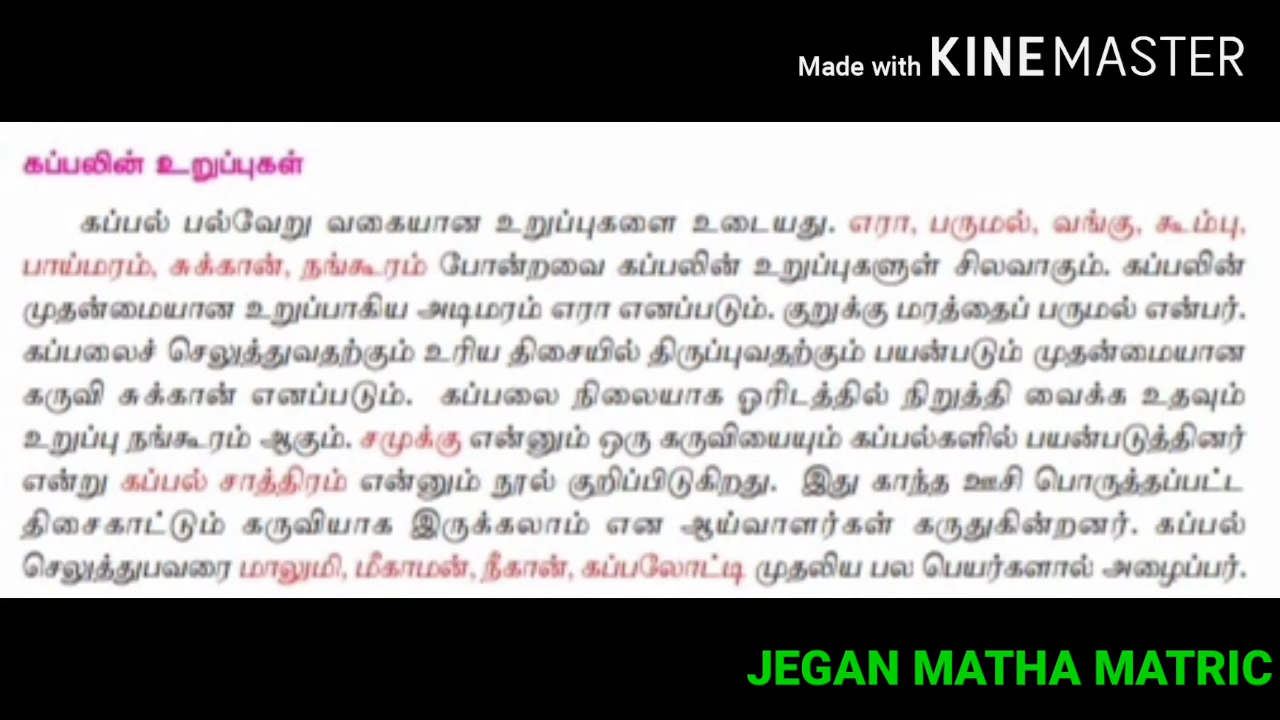 Made with KINEMASTER
கப்பலின் உறுப்புகள்
கப்பல் பல்வேறு வகையான உறுப்புகளை உடையது. எரா, பருமல், வங்கு, கூம்பு,
பாய்மரம், சுக்கான், நங்கூரம் போன்றவை கப்பலின் உறுப்புகளுள் சிலவாகும். கப்பலின்
முதன்மையான உறுப்பாகிய அடிமரம் எரா எனப்படும். குறுக்கு மரத்தைப் பருமல் என்பர்.
கப்பலைச் செலுத்துவதற்கும் உரிய திசையில் திருப்புவதற்கும் பயன்படும் முதன்மையான
கருவி சுக்கான் எனப்படும். கப்பலை நிலையாக ஓரிடத்தில் நிறுத்தி வைக்க உதவும்
உறுப்பு நங்கூரம் ஆகும். சமுக்கு என்னும் ஒரு கருவியையும் கப்பல்களில் பயன்படுத்தினர்
என்று கப்பல் சாத்திரம் என்னும் நூல் குறிப்பிடுகிறது. இது காந்த ஊசி பொருத்தப்பட்ட
திசைகாட்டும் கருவியாக இருக்கலாம் என ஆய்வாளர்கள் கருதுகின்றனர். கப்பல்
செலுத்துபவரை மாலுமி, மீகாமன், நீகான், கப்பலோட்டி முதலிய பல பெயர்களால் அழைப்பர்.
JEGAN MATHA MATRIC